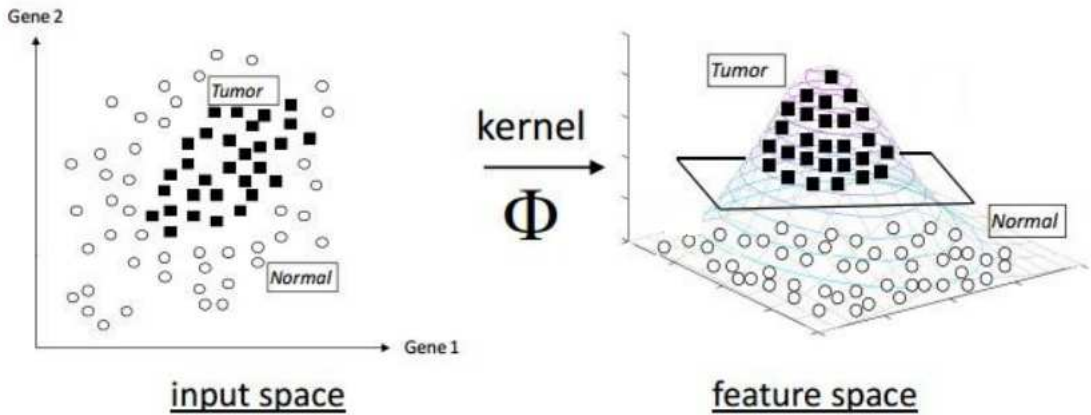 Gene 2
Tumor
Normal
Gene 1
input space
kernel
Φ
Tumor
Normal
feature space